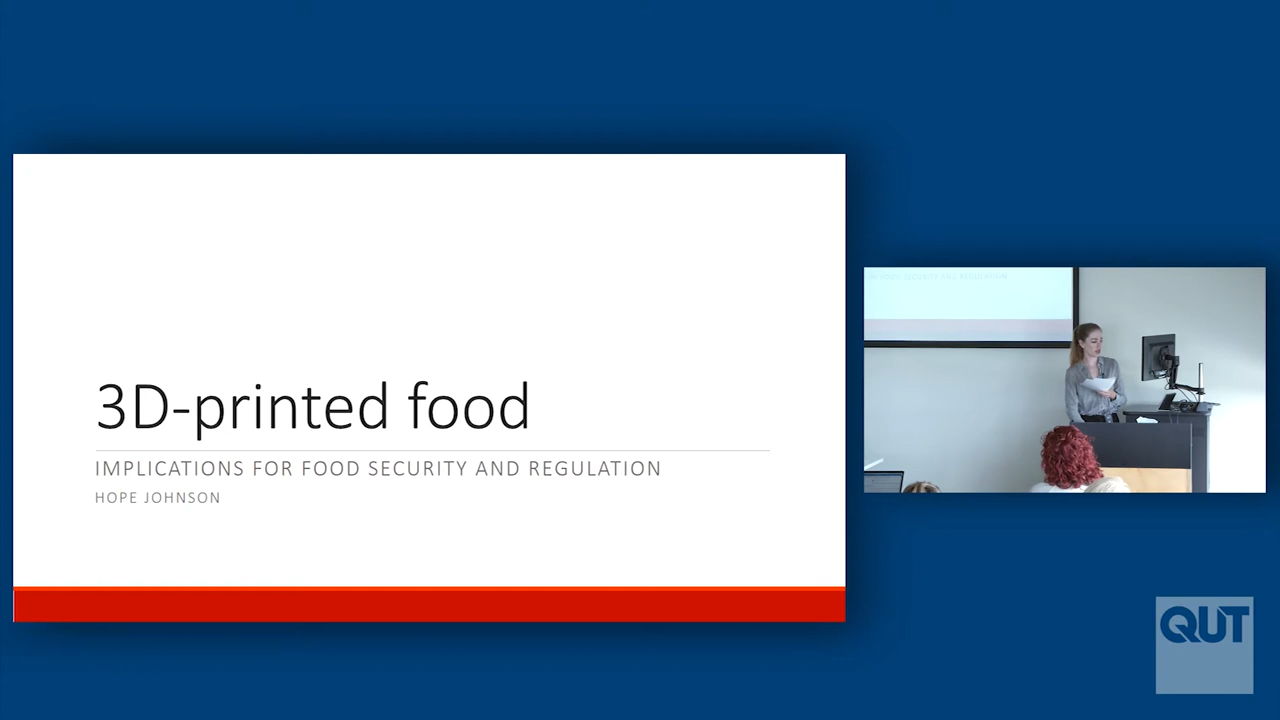 3D-printed food
IMPLICATIONS FOR FOOD SECURITY AND REGULATION
HOPE JOHNSON
QUT